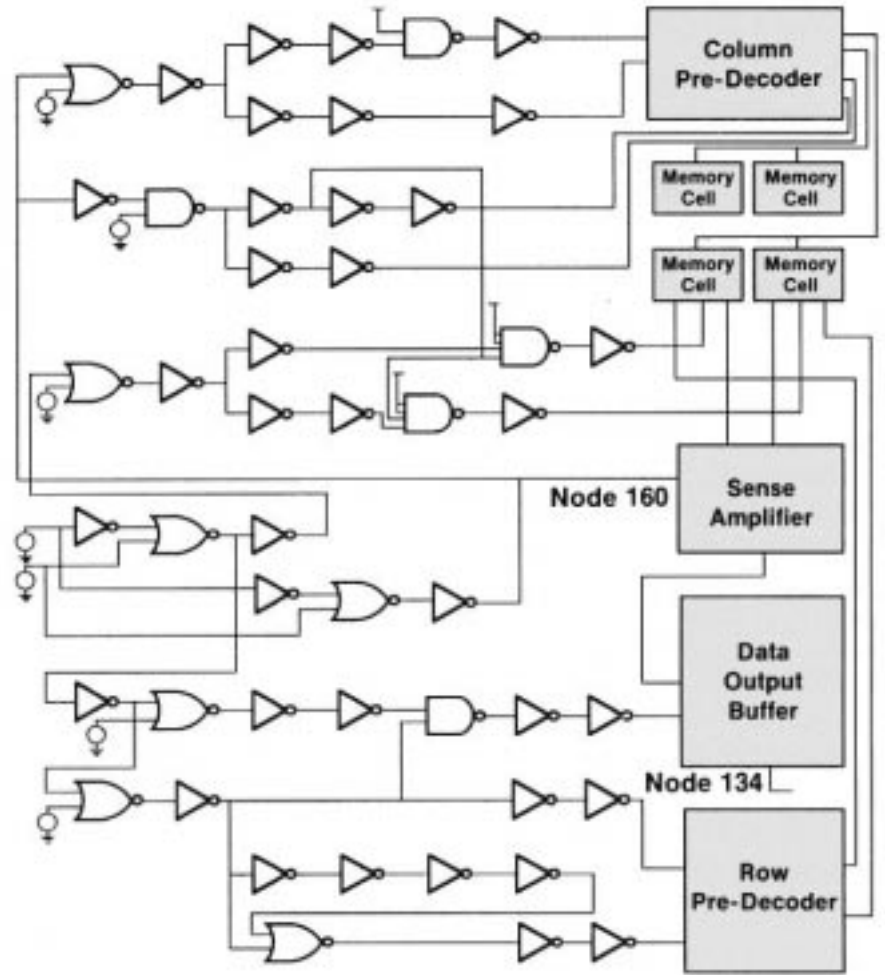 Column
Pre-Decoder
Memory
Cell
Memory
Cell
Memory
Cell
Memory
Cell
Node 160
Sense
Amplifier
Data
Output
Buffer
Node 134
Row
Pre-Decoder